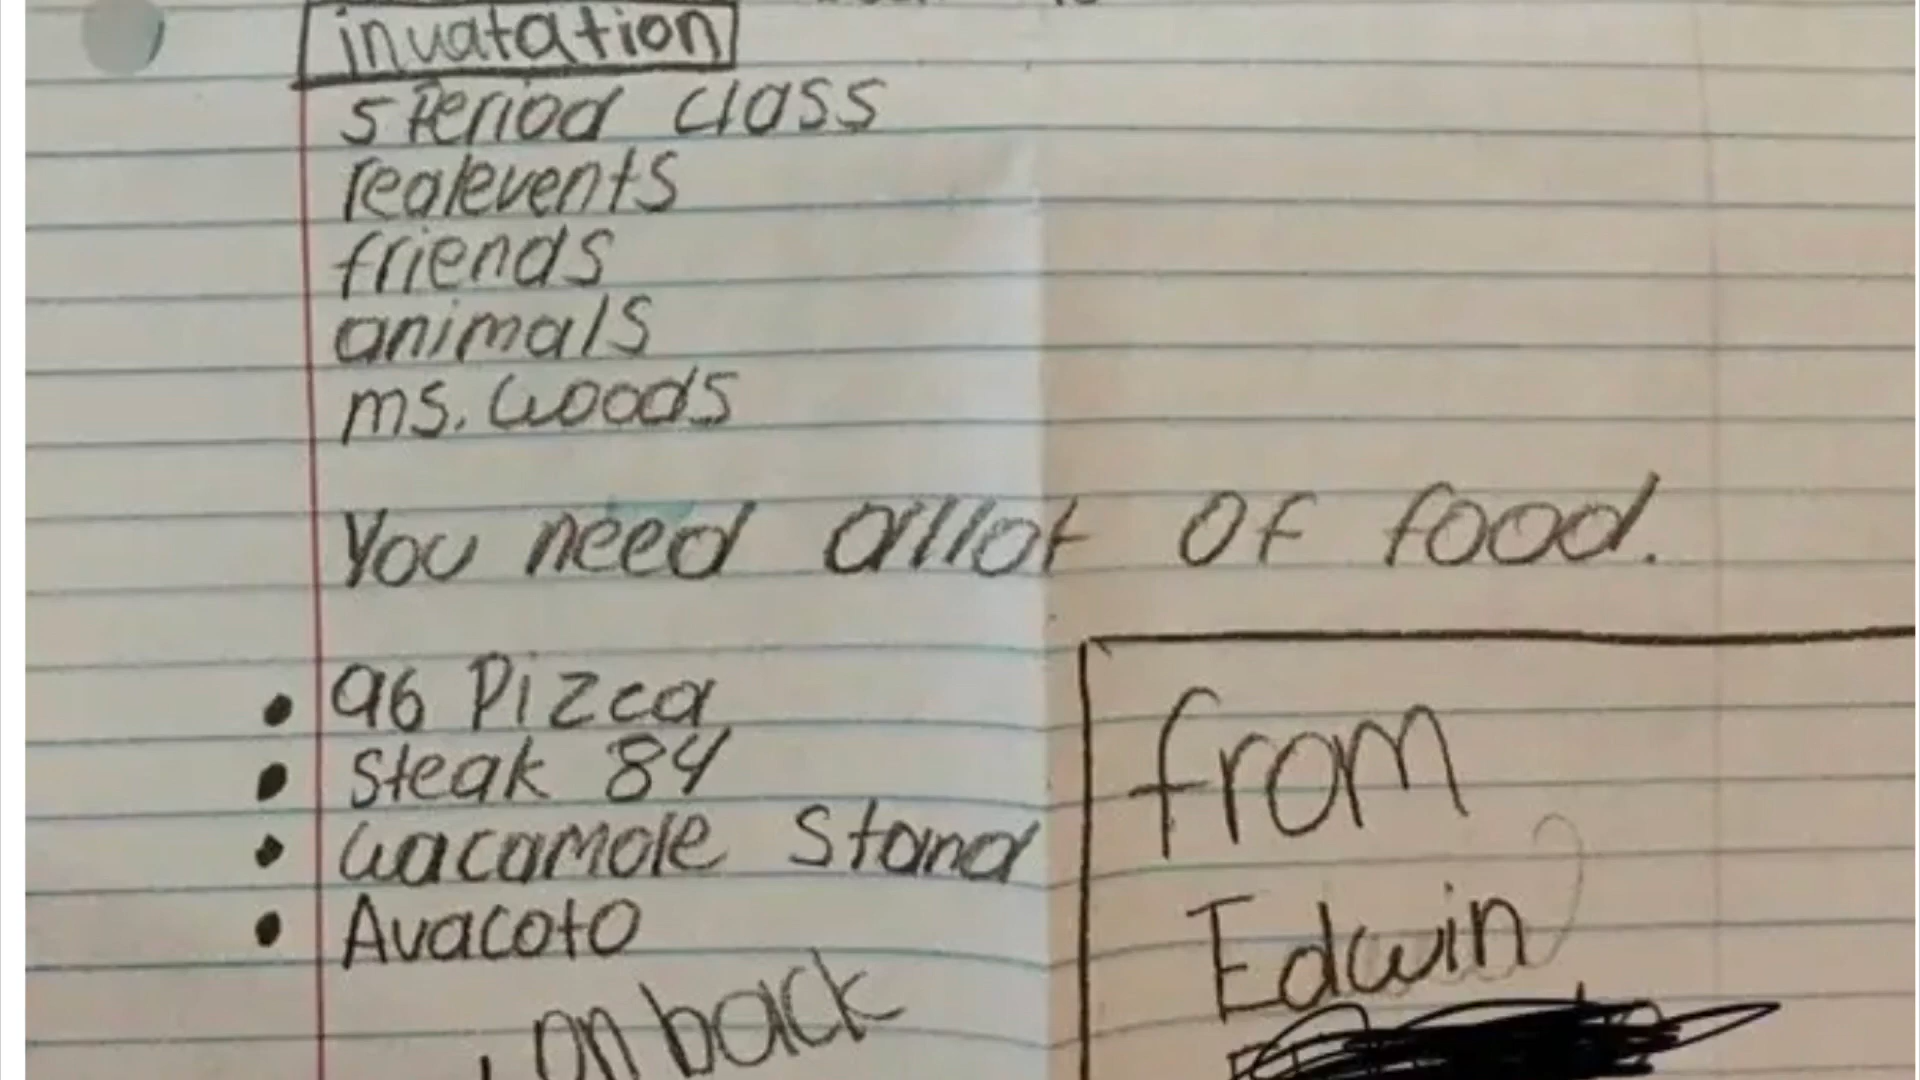 invatation
5 Period class
realevents
friends
animals
ms. Woods
You need allot of food.
96 Pizca
Steak 84
Wacamole Stand
Avacoto
on back
from
Edwin